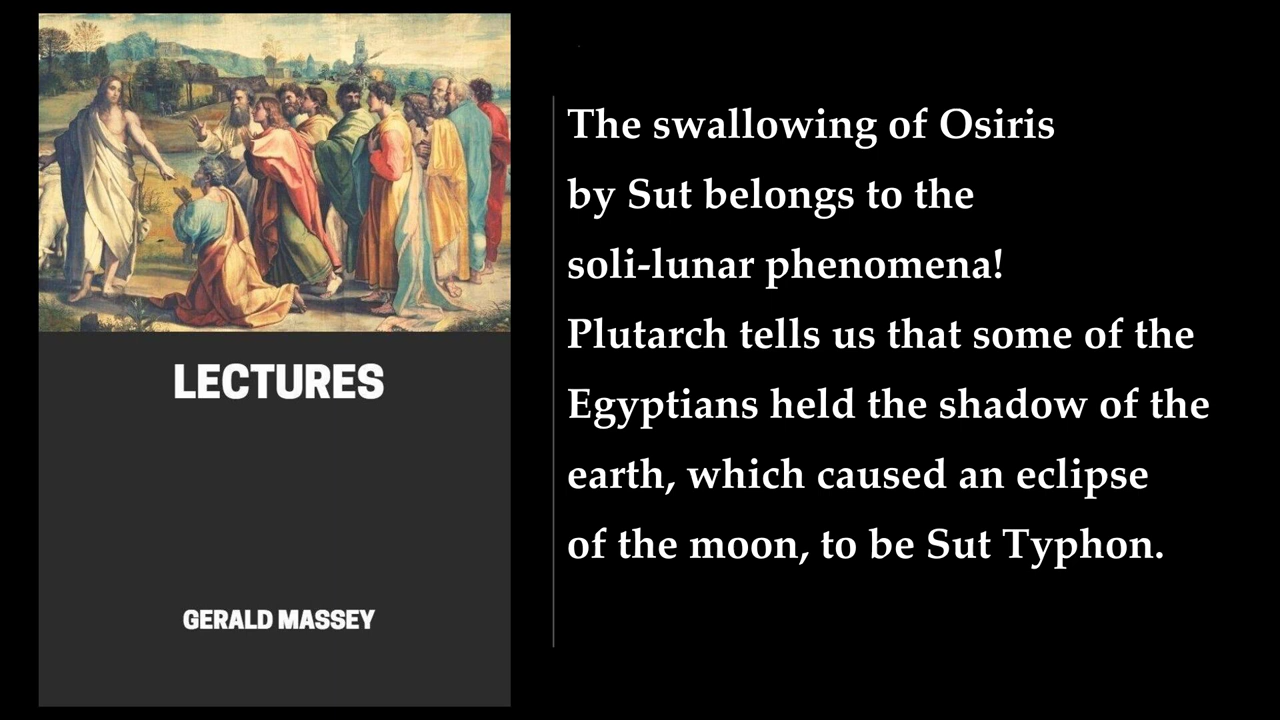 LECTURES
GERALD MASSEY
The swallowing of Osiris
by Sut belongs to the
soli-lunar phenomena!
Plutarch tells us that some of the
Egyptians held the shadow of the
earth, which caused an eclipse
of the moon, to be Sut Typhon.